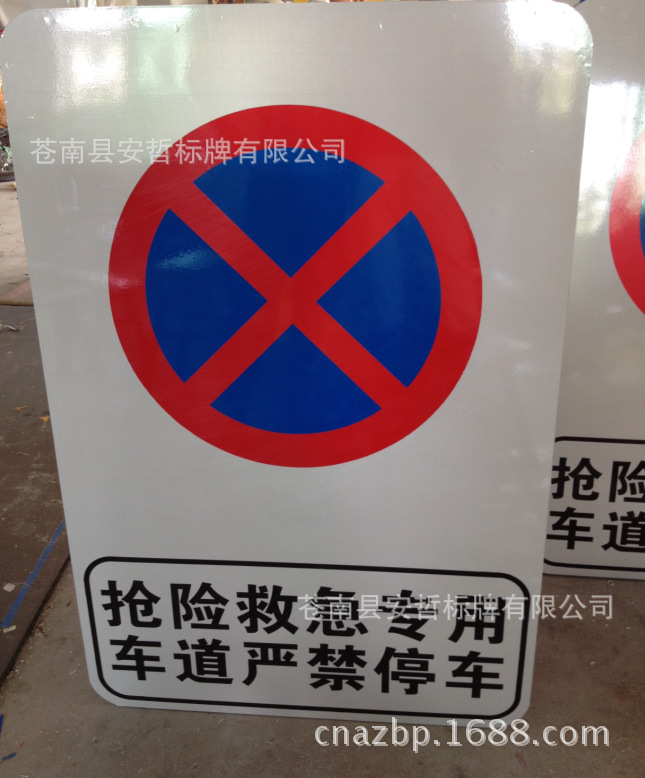 苍南县安哲标牌有限公司
抢险救急专用
车道严禁停车
苍南县安哲标牌有限公司
抢险
车道
cnazbp.1688.com